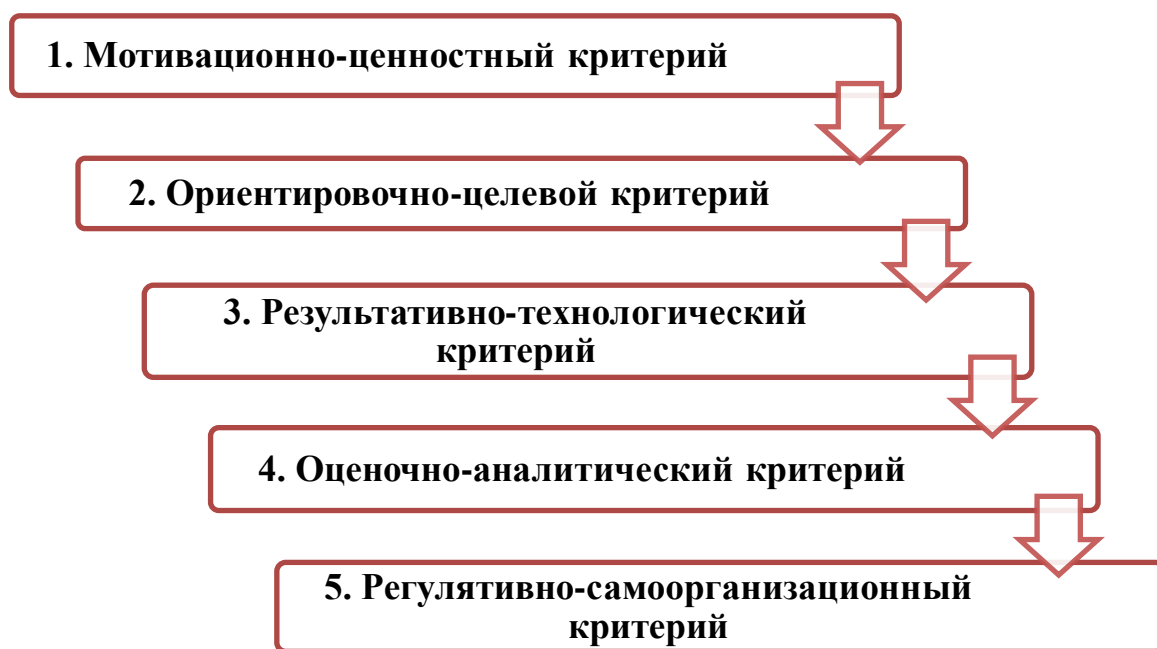 1. Мотивационно-ценностный критерий
2. Ориентировочно-целевой критерий
3. Результативно-технологический
критерий
4. Оценочно-аналитический критерий
5. Регулятивно-самоорганизационный
критерий